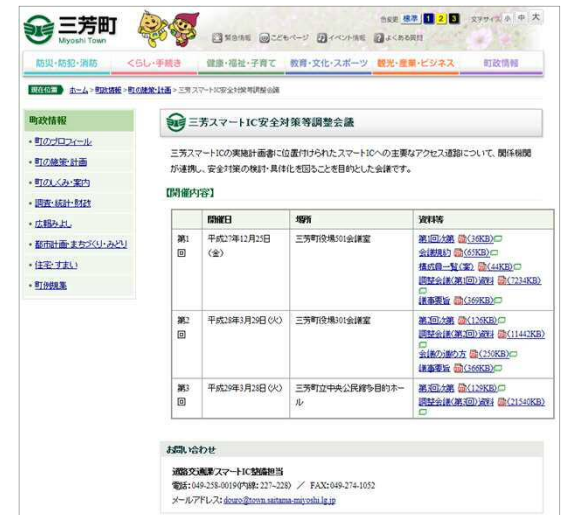 三芳町
Miyoshi Town
緊急情報 こどもページ イベント情報 よくある質問
色変更 標準 1 2 3 文字サイズ 小 中 大
防災・防犯・消防 くらし・手続き 健康・福祉・子育て 教育・文化・スポーツ 観光・産業・ビジネス 町政情報
現在位置 ホーム > 町政情報 > 町の施策・計画 > 三芳スマートIC安全対策等調整会議
町政情報
・町のプロフィール
・町の施策・計画
・町のしくみ・案内
・調査・統計・財政
・広報みよし
・都市計画・まちづくり・みどり
・住宅・すまい
・町例規集
三芳スマートIC安全対策等調整会議
三芳スマートICの実施計画書に位置付けられたスマートICへの主要なアクセス道路について、関係機関
が連携し、安全対策の検討・具体化を図ることを目的とした会議です。
【開催内容】
開催日 場所 資料等
第1回 平成27年12月25日(金) 三芳町役場501会議室
第1回次第 (36KB)
会議規約 (65KB)
構成員一覧(案) (44KB)
調整会議(第1回)資料 (7234KB)
議事要旨 (369KB)
第2回 平成28年3月29日(火) 三芳町役場301会議室
第2回次第 (126KB)
調整会議(第2回)資料 (11442KB)
会議の進め方 (250KB)
議事要旨 (366KB)
第3回 平成29年3月28日(火) 三芳町立中央公民館多目的ホール
第3回次第 (129KB)
調整会議(第3回)資料 (21540KB)
お問い合わせ
道路交通課/スマートIC整備担当
電話:049-258-0019(内線:227~228) / FAX:049-274-1052
メールアドレス:douro@town.saitama-miyoshi.lg.jp